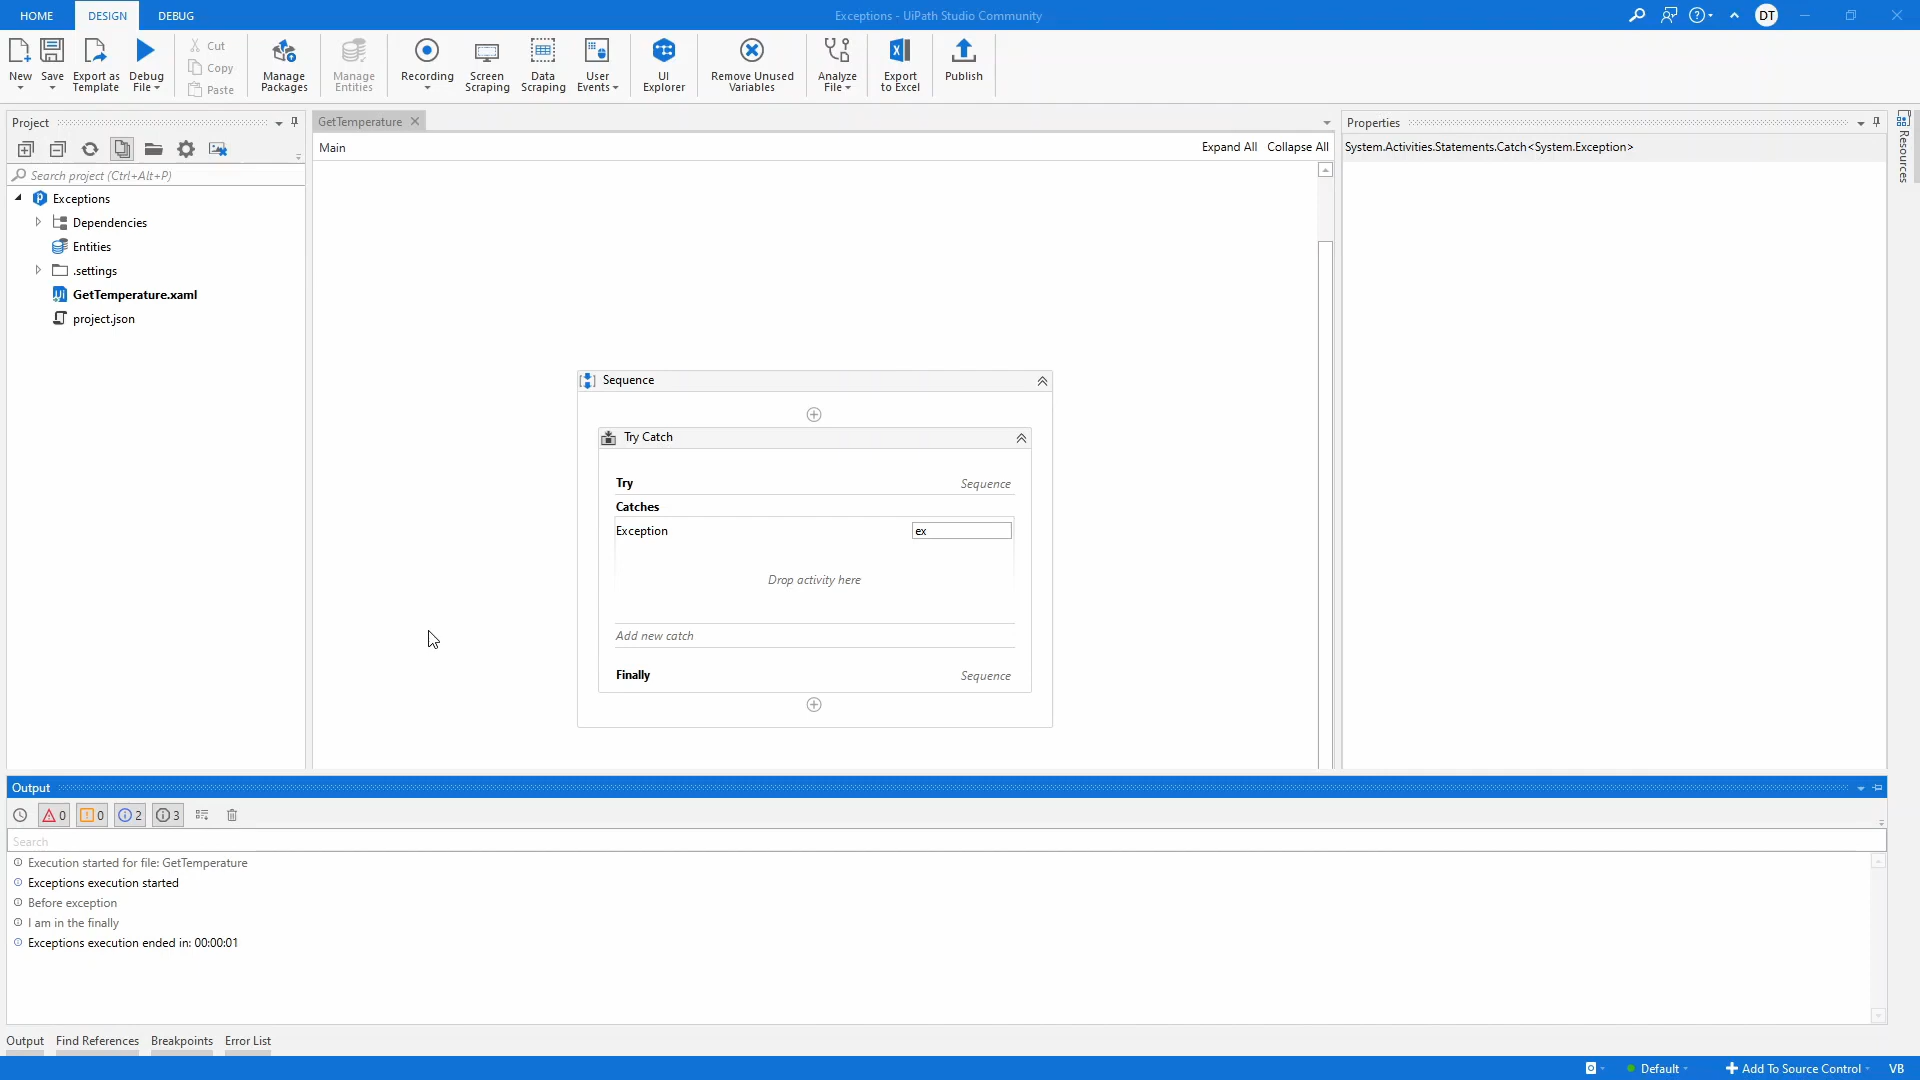 HOME
DESIGN
DEBUG
Exceptions - UiPath Studio Community
DT
New
Save
Export as
Template
Debug
File
Cut
Copy
Paste
Manage
Packages
Manage
Entities
Recording
Screen
Scraping
Data
Scraping
User
Events
UI
Explorer
Remove Unused
Variables
Analyze
File
Export
to Excel
Publish
Project
Search project (Ctrl+Alt+P)
Exceptions
Dependencies
Entities
.settings
GetTemperature.xaml
project.json
GetTemperature
Main
Expand All
Collapse All
Sequence
Try Catch
Try
Sequence
Catches
Exception
ex
Drop activity here
Add new catch
Finally
Sequence
Properties
System.Activities.Statements.Catch<System.Exception>
Resources
Output
0
0
2
3
Search
Execution started for file: GetTemperature
Exceptions execution started
Before exception
I am in the finally
Exceptions execution ended in: 00:00:01
Output
Find References
Breakpoints
Error List
Default
Add To Source Control
VB